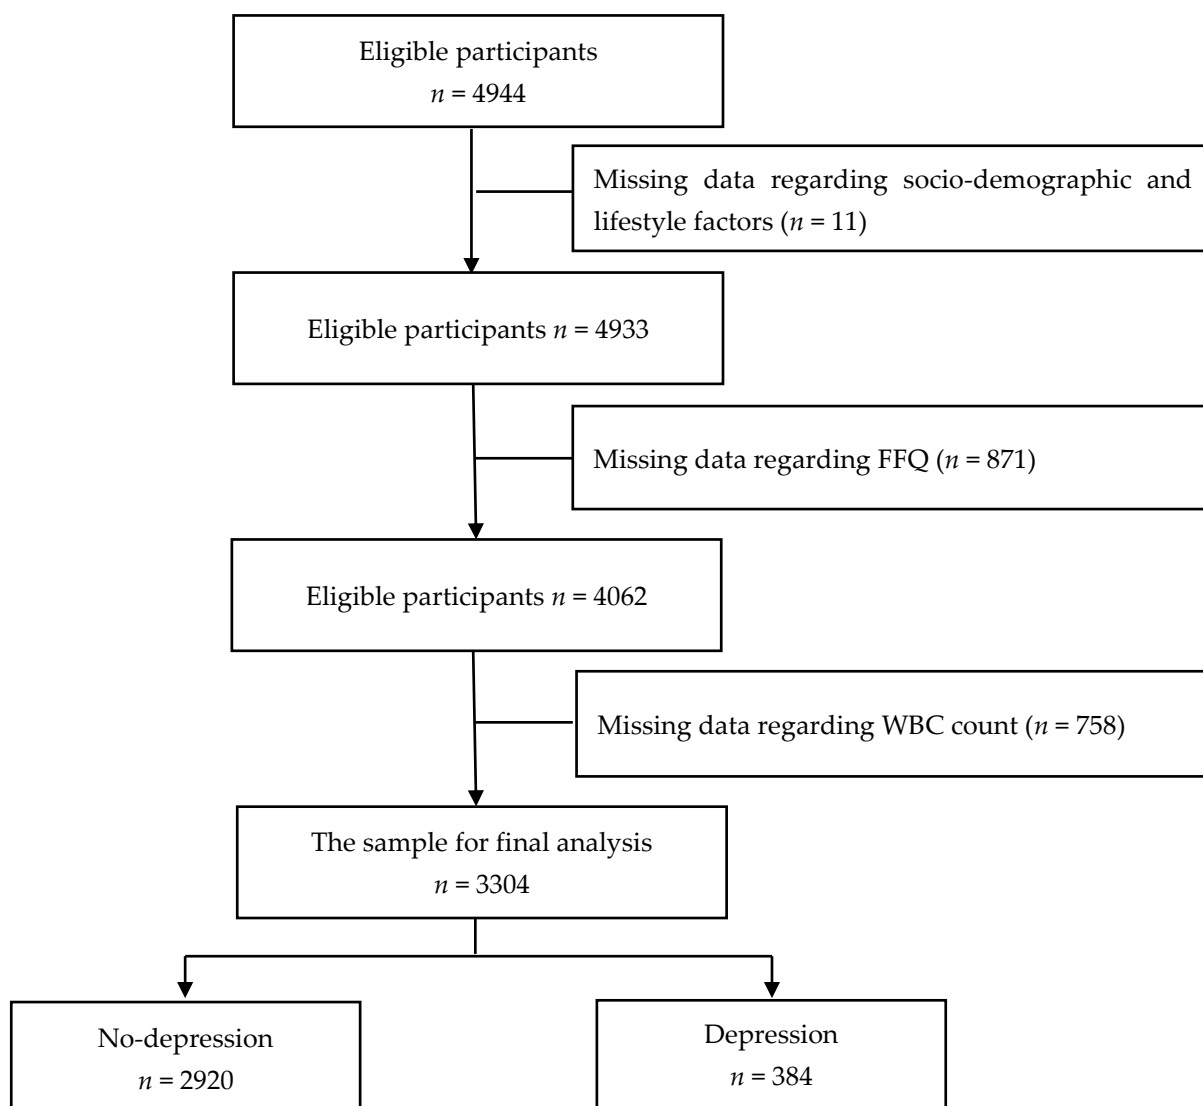 Eligible participants
n = 4944
Missing data regarding socio-demographic and
lifestyle factors (n = 11)
Eligible participants n = 4933
Missing data regarding FFQ (n = 871)
Eligible participants n = 4062
Missing data regarding WBC count (n = 758)
The sample for final analysis
n = 3304
No-depression
n = 2920
Depression
n = 384